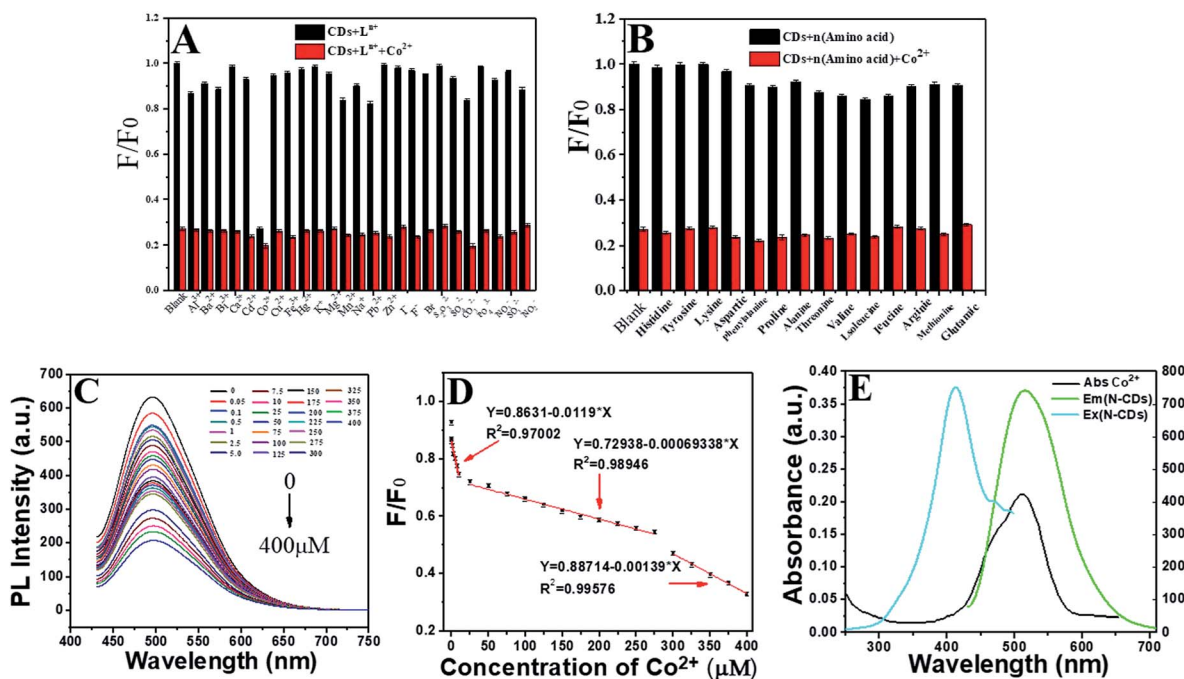 A
CDs+Lⁿ⁺
CDs+Lⁿ⁺+Co²⁺
F/F0
1.2
1.0
0.8
0.6
0.4
0.2
0.0
Blank
Al³⁺
Ba²⁺
Bi³⁺
Ca²⁺
Cd²⁺
Co²⁺
Cu²⁺
Fe³⁺
Hg²⁺
K⁺
Mg²⁺
Mn²⁺
Na⁺
Pb²⁺
Zn²⁺
I⁻
F⁻
Br
NO₂⁻
B
CDs+n(Amino acid)
CDs+n(Amino acid)+Co²⁺
F/F0
1.2
1.0
0.8
0.6
0.4
0.2
0.0
Blank
Histidine
Tyrosine
Lysine
Aspartic
Phenylalanine
Proline
Alanine
Threonine
Valine
Lsoleucine
Leucine
Arginie
Methionine
Glutamic
C
PL Intensity (a.u.)
700
600
500
400
300
200
100
0
0 7.5 150 325
0.05 10 175 350
0.1 25 200 375
0.5 50 225 400
1 75 250
2.5 100 275
5.0 125 300
0
400μM
400 450 500 550 600 650 700 750
Wavelength (nm)
D
F/F0
1.0
0.8
0.6
0.4
0.2
Y=0.8631-0.0119*X
R²=0.97002
Y=0.72938-0.00069338*X
R²=0.98946
Y=0.88714-0.00139*X
R²=0.99576
0 50 100 150 200 250 300 350 400
Concentration of Co²⁺ (μM)
E
Absorbance (a.u.)
0.40
0.35
0.30
0.25
0.20
0.15
0.10
0.05
0.00
Abs Co²⁺
Em(N-CDs)
Ex(N-CDs)
800
700
600
500
400
300
200
100
0
300 400 500 600 700
Wavelength (nm)